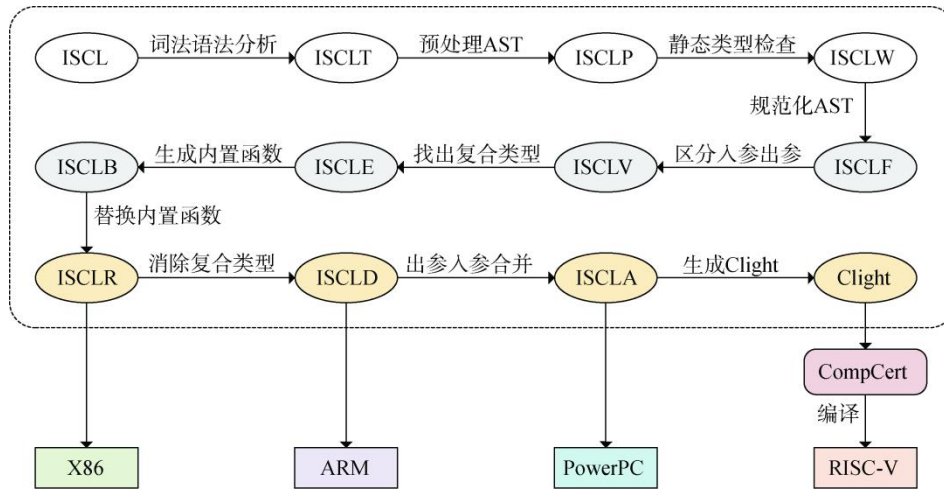 ISCL 词法语法分析 ISCLT 预处理AST ISCLP 静态类型检查 ISCLW
规范化AST
ISCLB 生成内置函数 ISCLE 找出复合类型 ISCLV 区分入参出参 ISCLF
替换内置函数
ISCLR 消除复合类型 ISCLD 出参入参合并 ISCLA 生成Clight Clight
CompCert
编译
X86 ARM PowerPC RISC-V